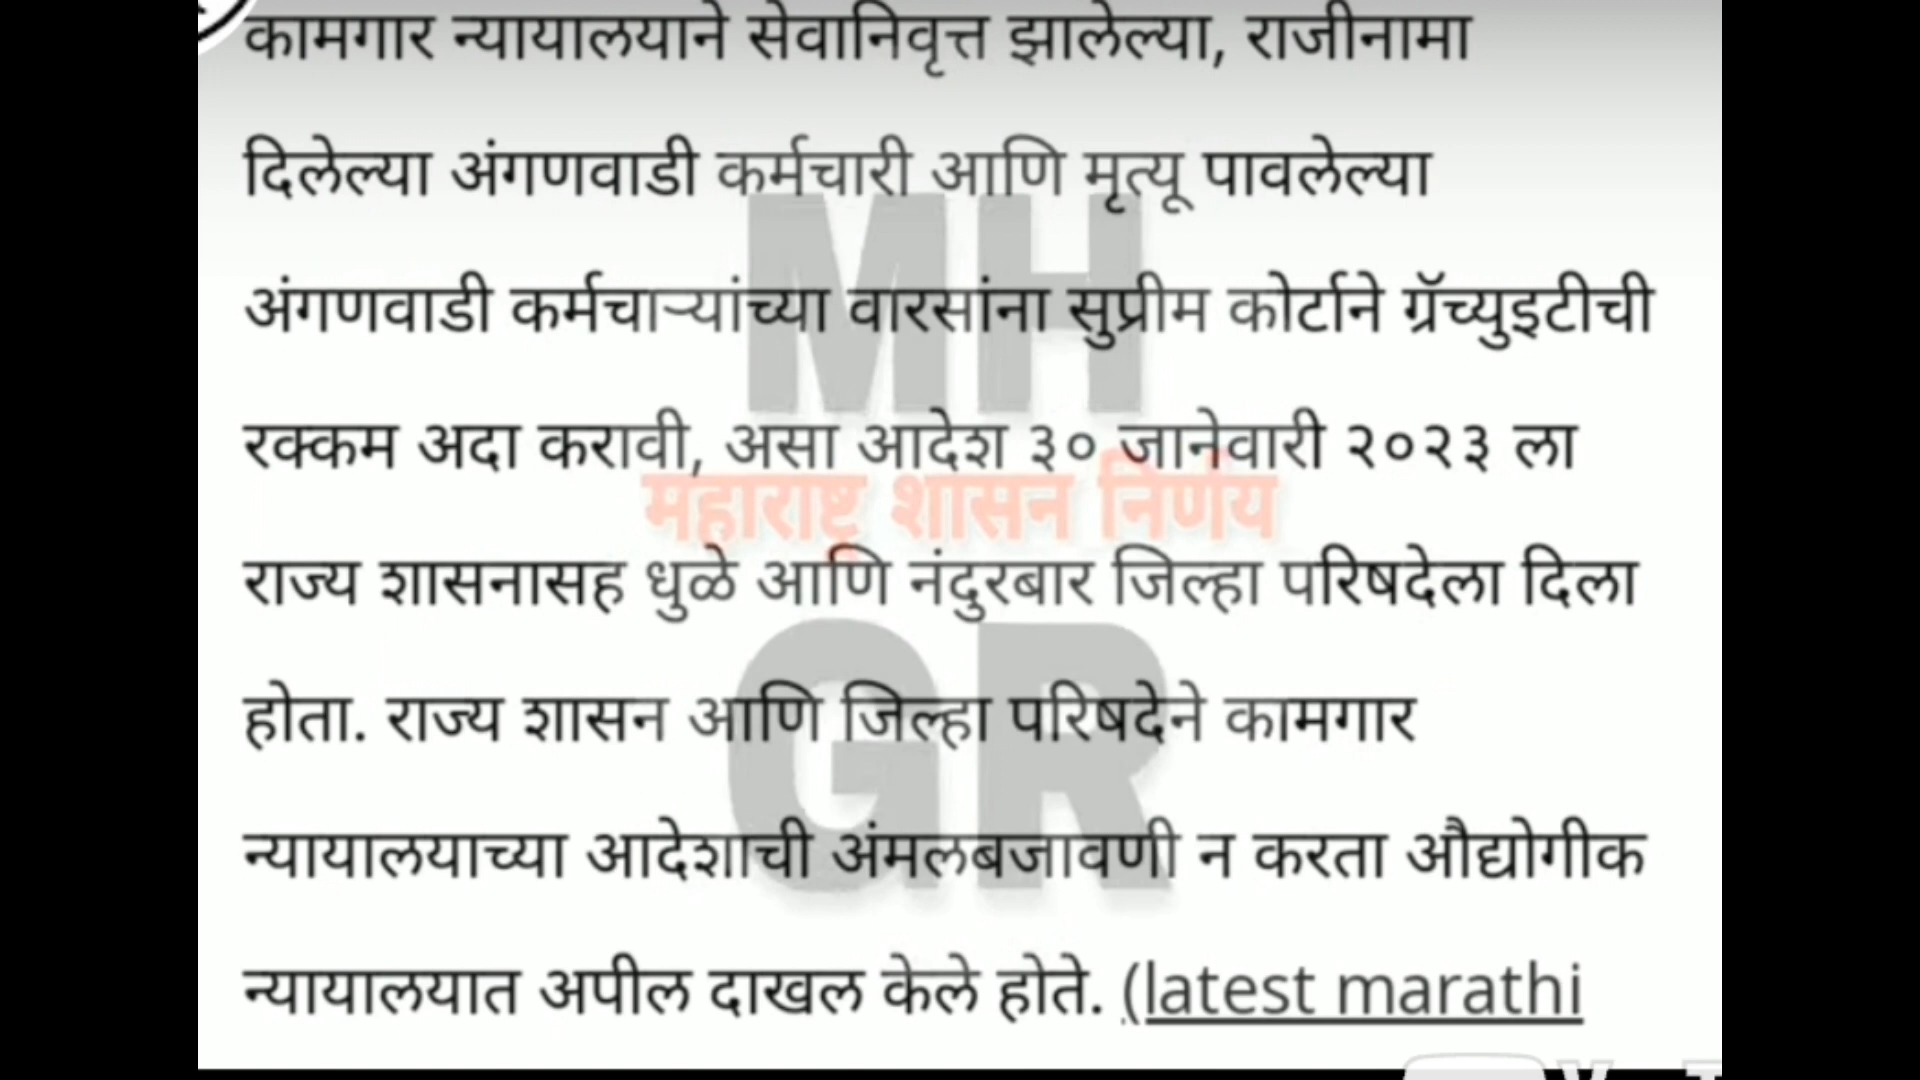 कामगार न्यायालयाने सेवानिवृत्त झालेल्या, राजीनामा
दिलेल्या अंगणवाडी कर्मचारी आणि मृत्यू पावलेल्या
अंगणवाडी कर्मचाऱ्यांच्या वारसांना सुप्रीम कोर्टाने ग्रॅच्युइटीची
रक्कम अदा करावी, असा आदेश ३० जानेवारी २०२३ ला
राज्य शासनासह धुळे आणि नंदुरबार जिल्हा परिषदेला दिला
होता. राज्य शासन आणि जिल्हा परिषदेने कामगार
न्यायालयाच्या आदेशाची अंमलबजावणी न करता औद्योगीक
न्यायालयात अपील दाखल केले होते. (latest marathi
MH
महाराष्ट्र शासन निर्णय
GR